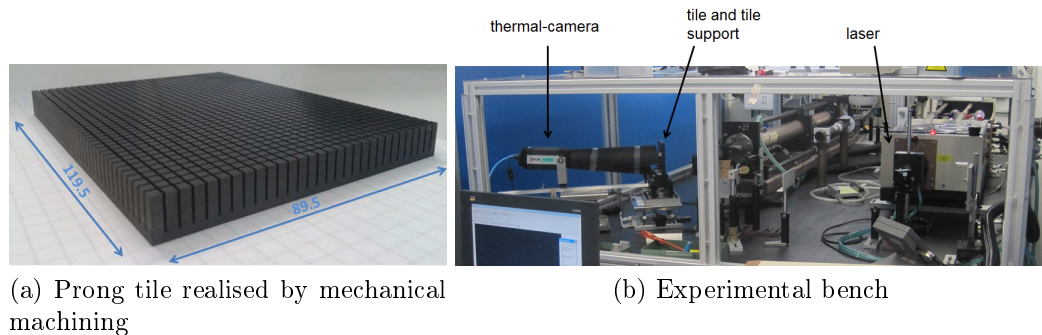 thermal-camera
tile and tile
support
laser
119.5
89.5
(a) Prong tile realised by mechanical
machining
(b) Experimental bench